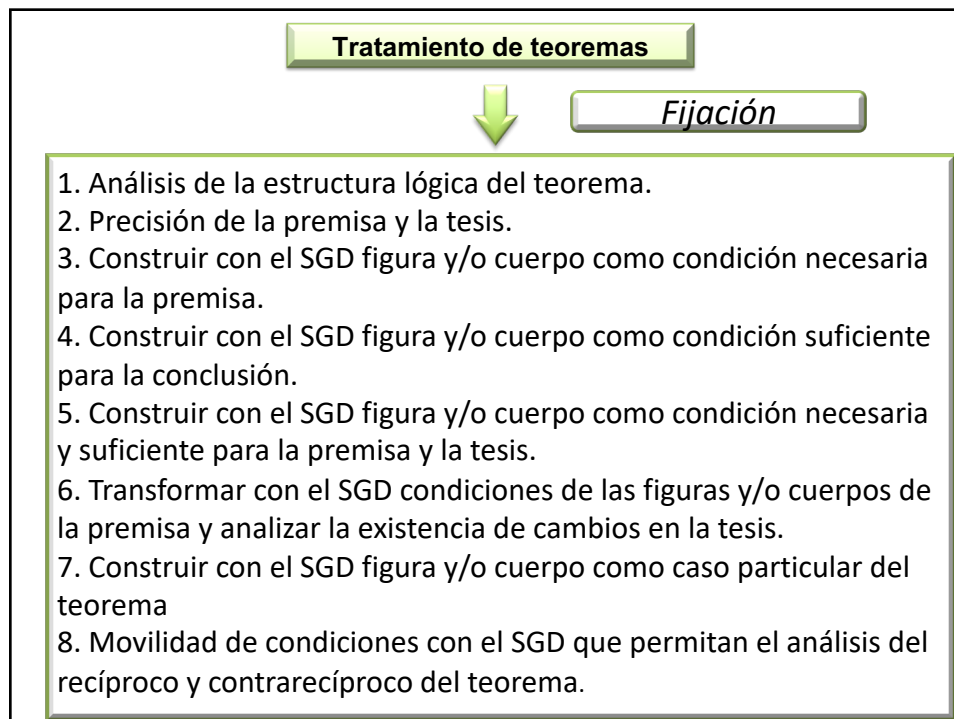 Tratamiento de teoremas
Fijación
1. Análisis de la estructura lógica del teorema.
2. Precisión de la premisa y la tesis.
3. Construir con el SGD figura y/o cuerpo como condición necesaria
para la premisa.
4. Construir con el SGD figura y/o cuerpo como condición suficiente
para la conclusión.
5. Construir con el SGD figura y/o cuerpo como condición necesaria
y suficiente para la premisa y la tesis.
6. Transformar con el SGD condiciones de las figuras y/o cuerpos de
la premisa y analizar la existencia de cambios en la tesis.
7. Construir con el SGD figura y/o cuerpo como caso particular del
teorema
8. Movilidad de condiciones con el SGD que permitan el análisis del
recíproco y contrarecíproco del teorema.